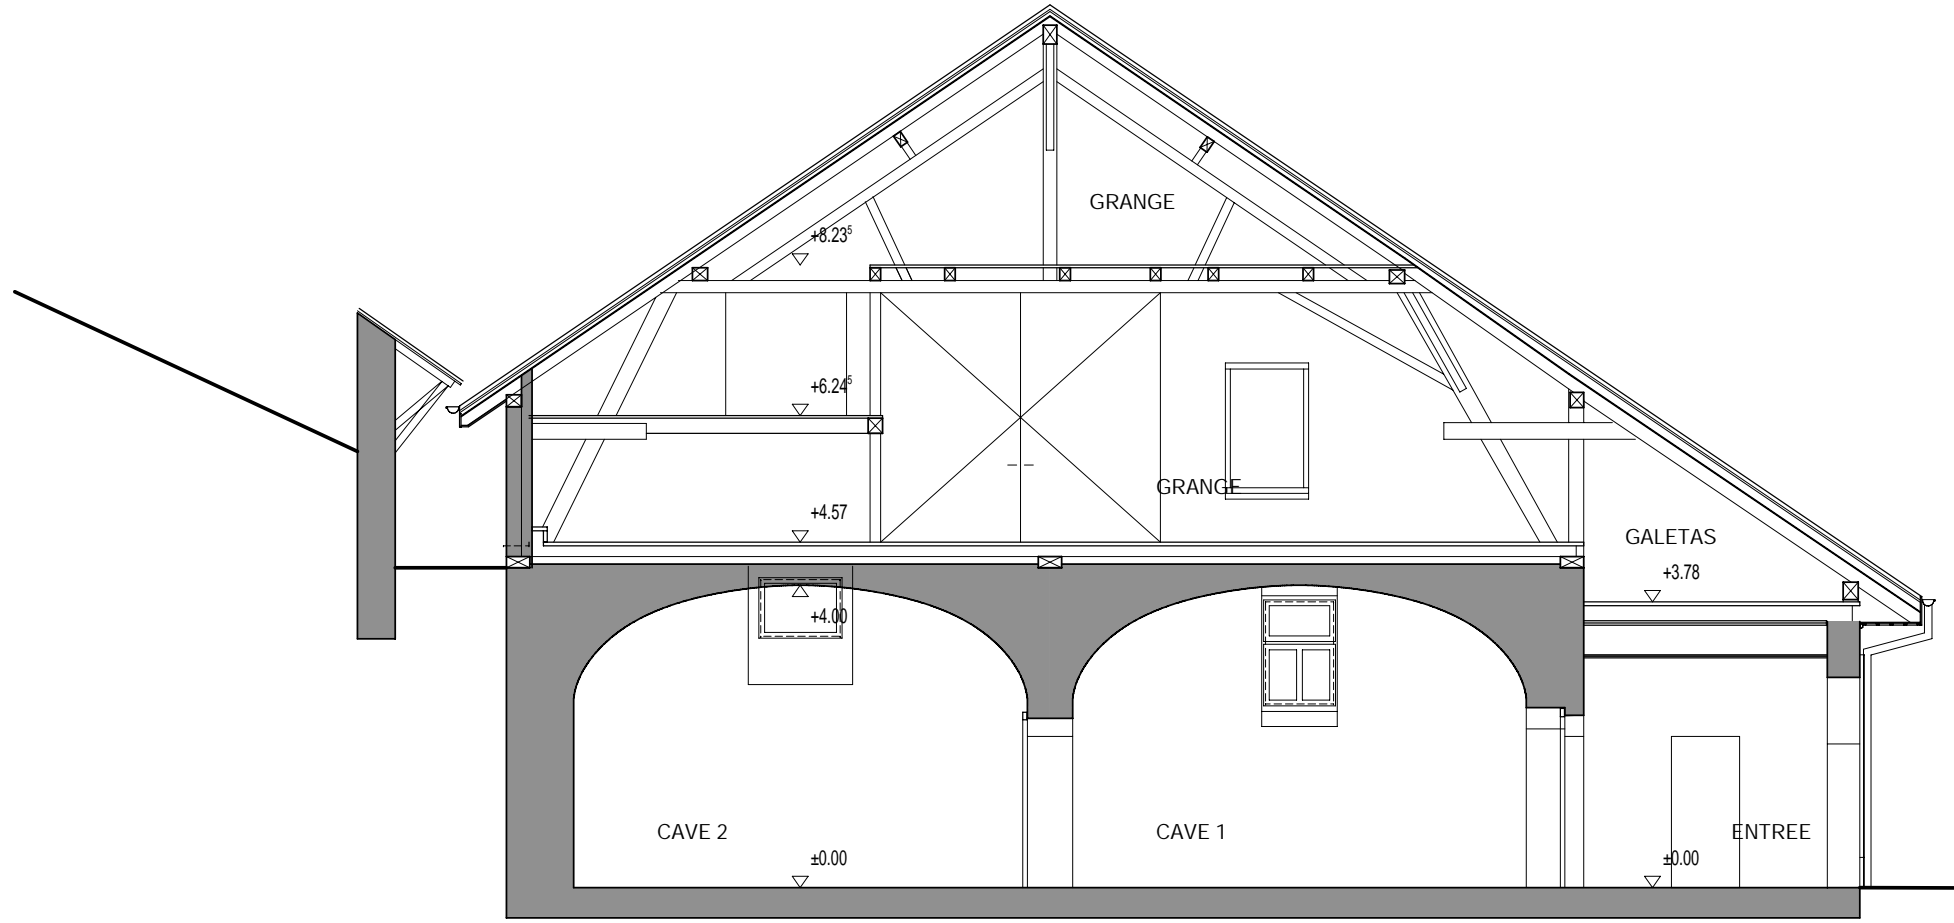 GRANGE
+8.23⁵
+6.24⁵
GRANGE
+4.57
GALETAS
+3.78
+4.00
CAVE 2
CAVE 1
ENTREE
±0.00
±0.00